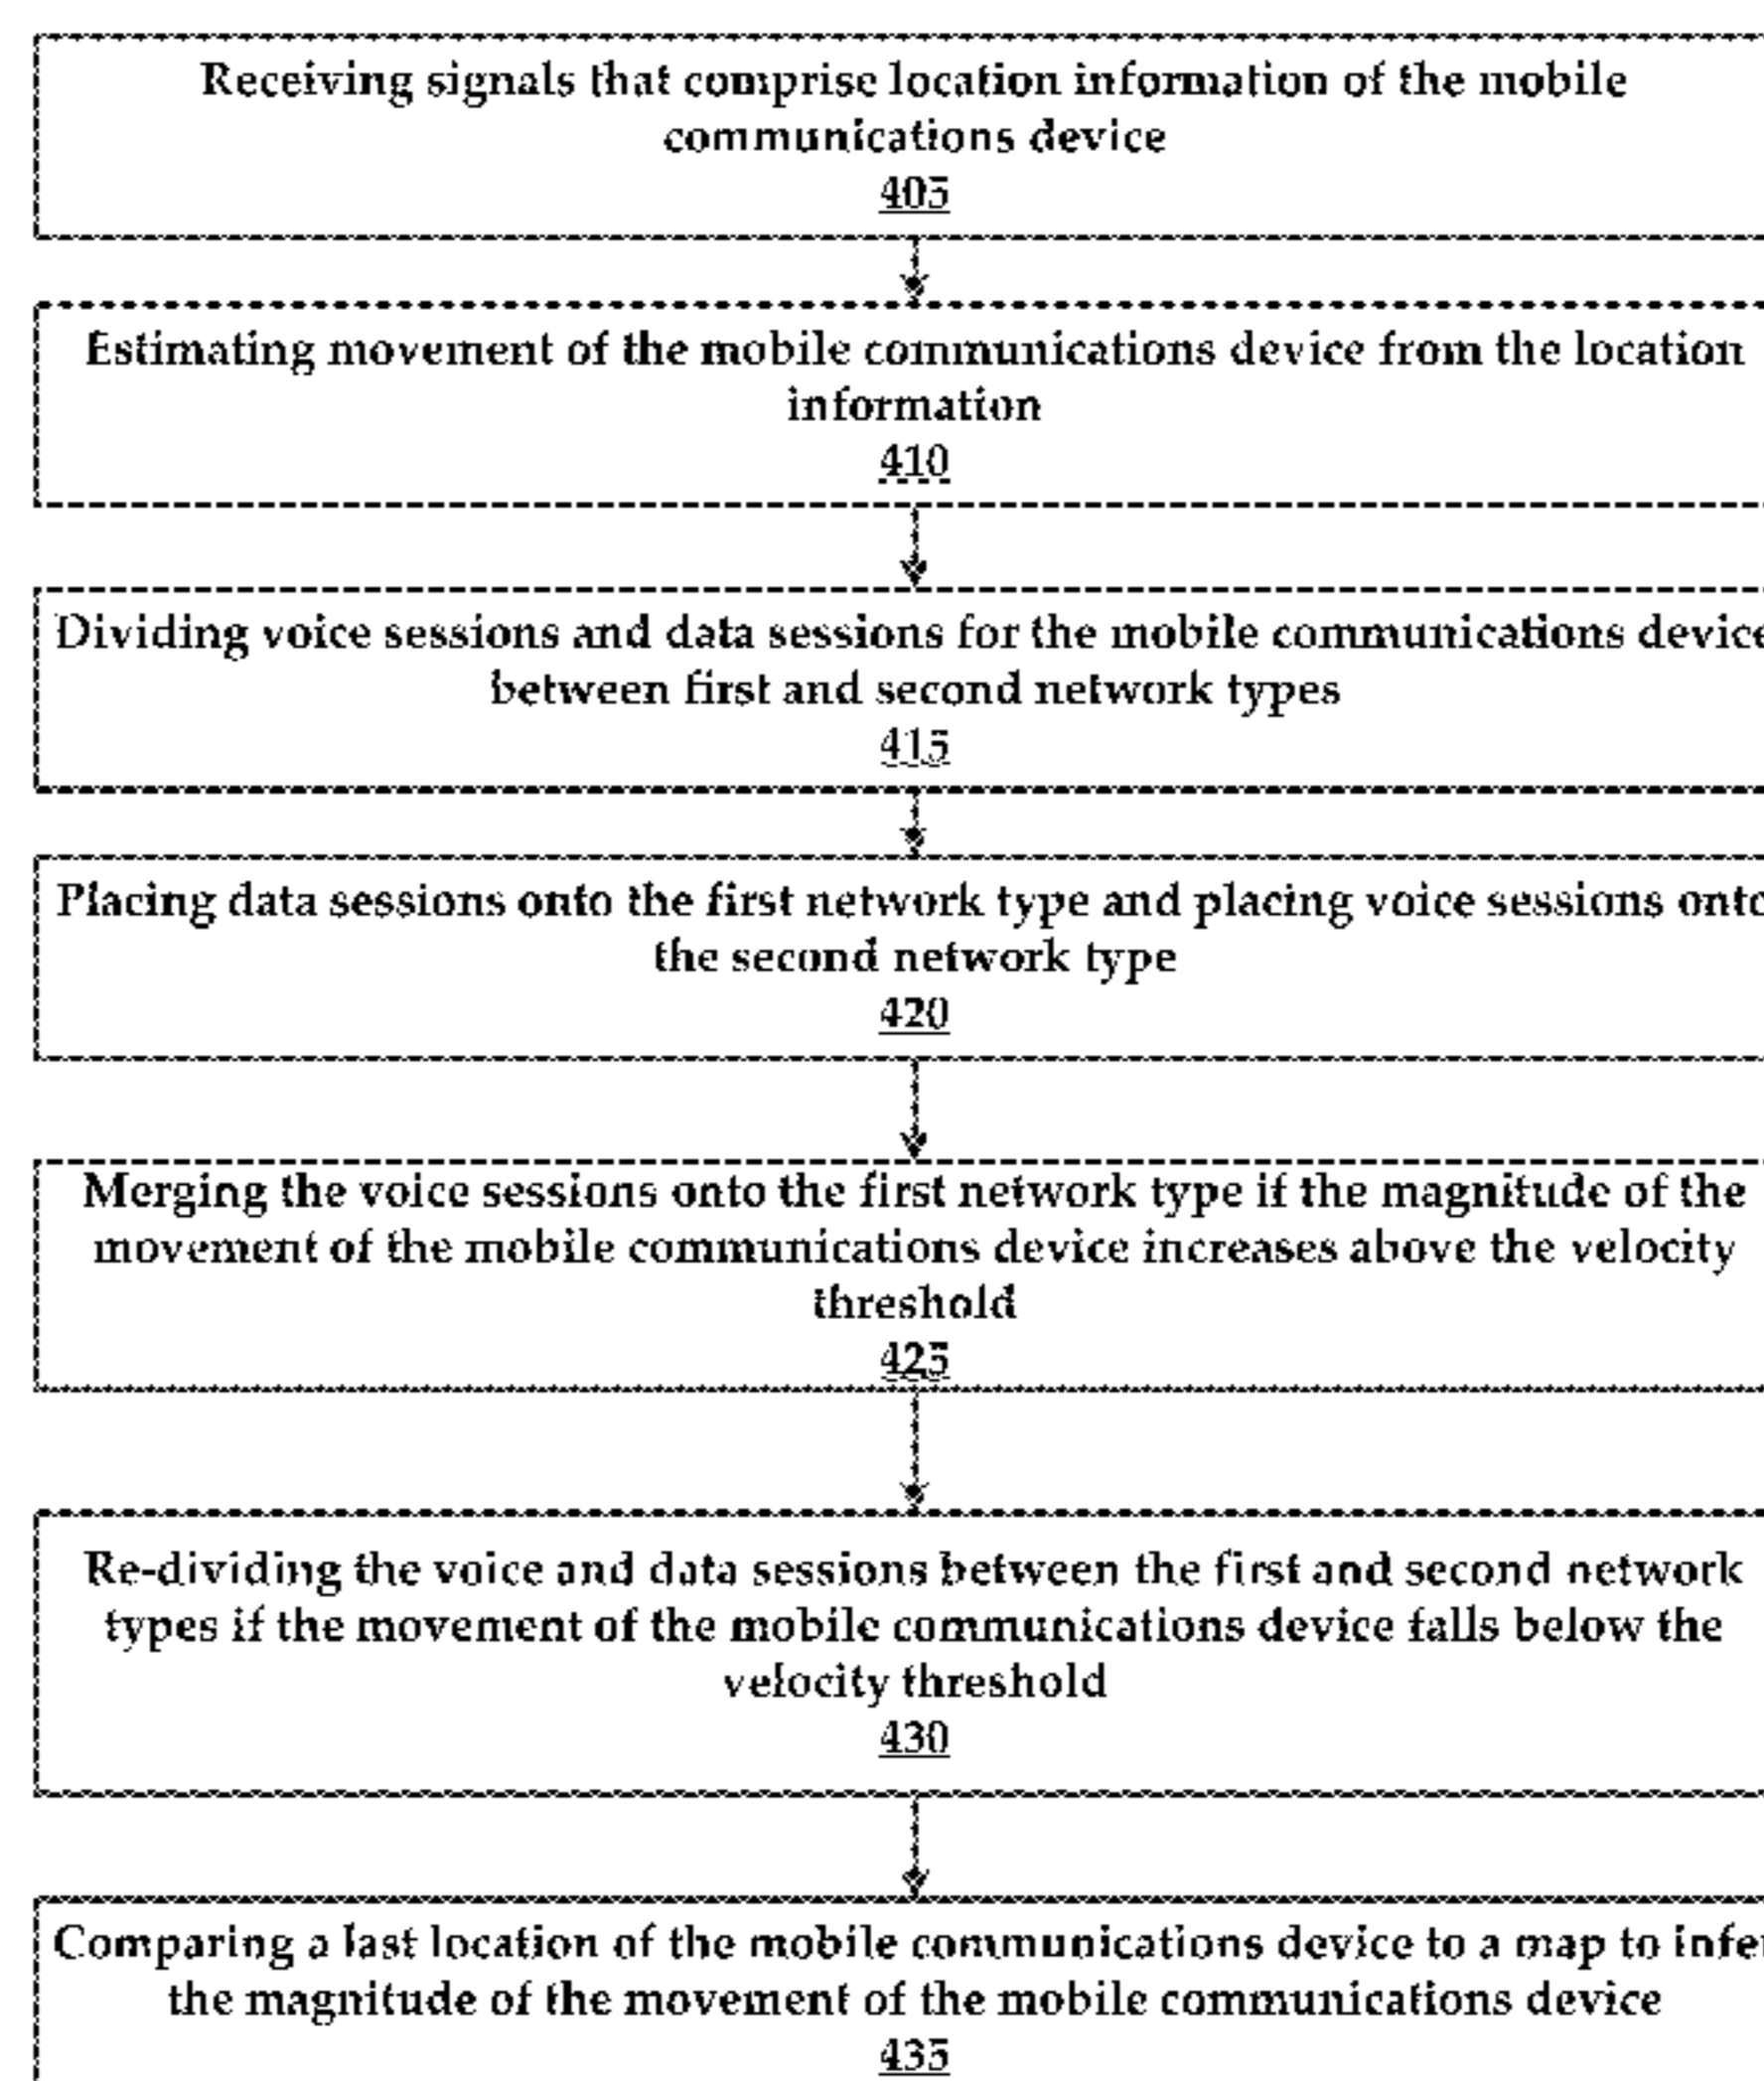 Receiving signals that comprise location information of the mobile
communications device
405
Estimating movement of the mobile communications device from the location
information
410
Dividing voice sessions and data sessions for the mobile communications device
between first and second network types
415
Placing data sessions onto the first network type and placing voice sessions onto
the second network type
420
Merging the voice sessions onto the first network type if the magnitude of the
movement of the mobile communications device increases above the velocity
threshold
425
Re-dividing the voice and data sessions between the first and second network
types if the movement of the mobile communications device falls below the
velocity threshold
430
Comparing a last location of the mobile communications device to a map to infer
the magnitude of the movement of the mobile communications device
435